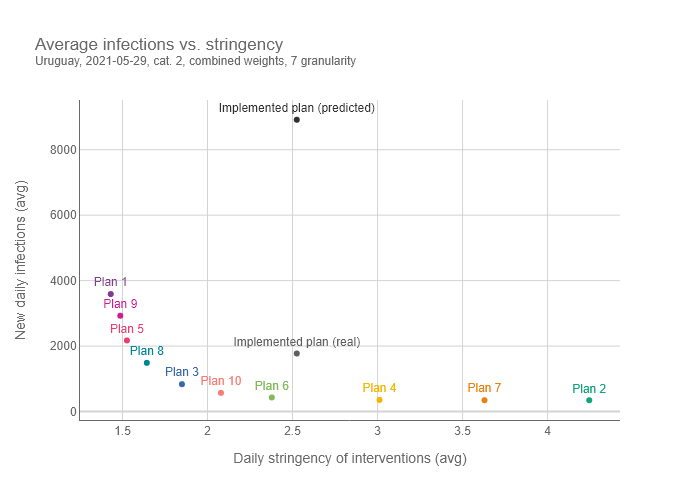 Average infections vs. stringency
Uruguay, 2021-05-29, cat. 2, combined weights, 7 granularity
Implemented plan (predicted)
8000
6000
4000
2000
0
New daily infections (avg)
Plan 1
Plan 9
Plan 5
Plan 8
Implemented plan (real)
Plan 3
Plan 10
Plan 6
Plan 4
Plan 7
Plan 2
1.5
2
2.5
3
3.5
4
Daily stringency of interventions (avg)